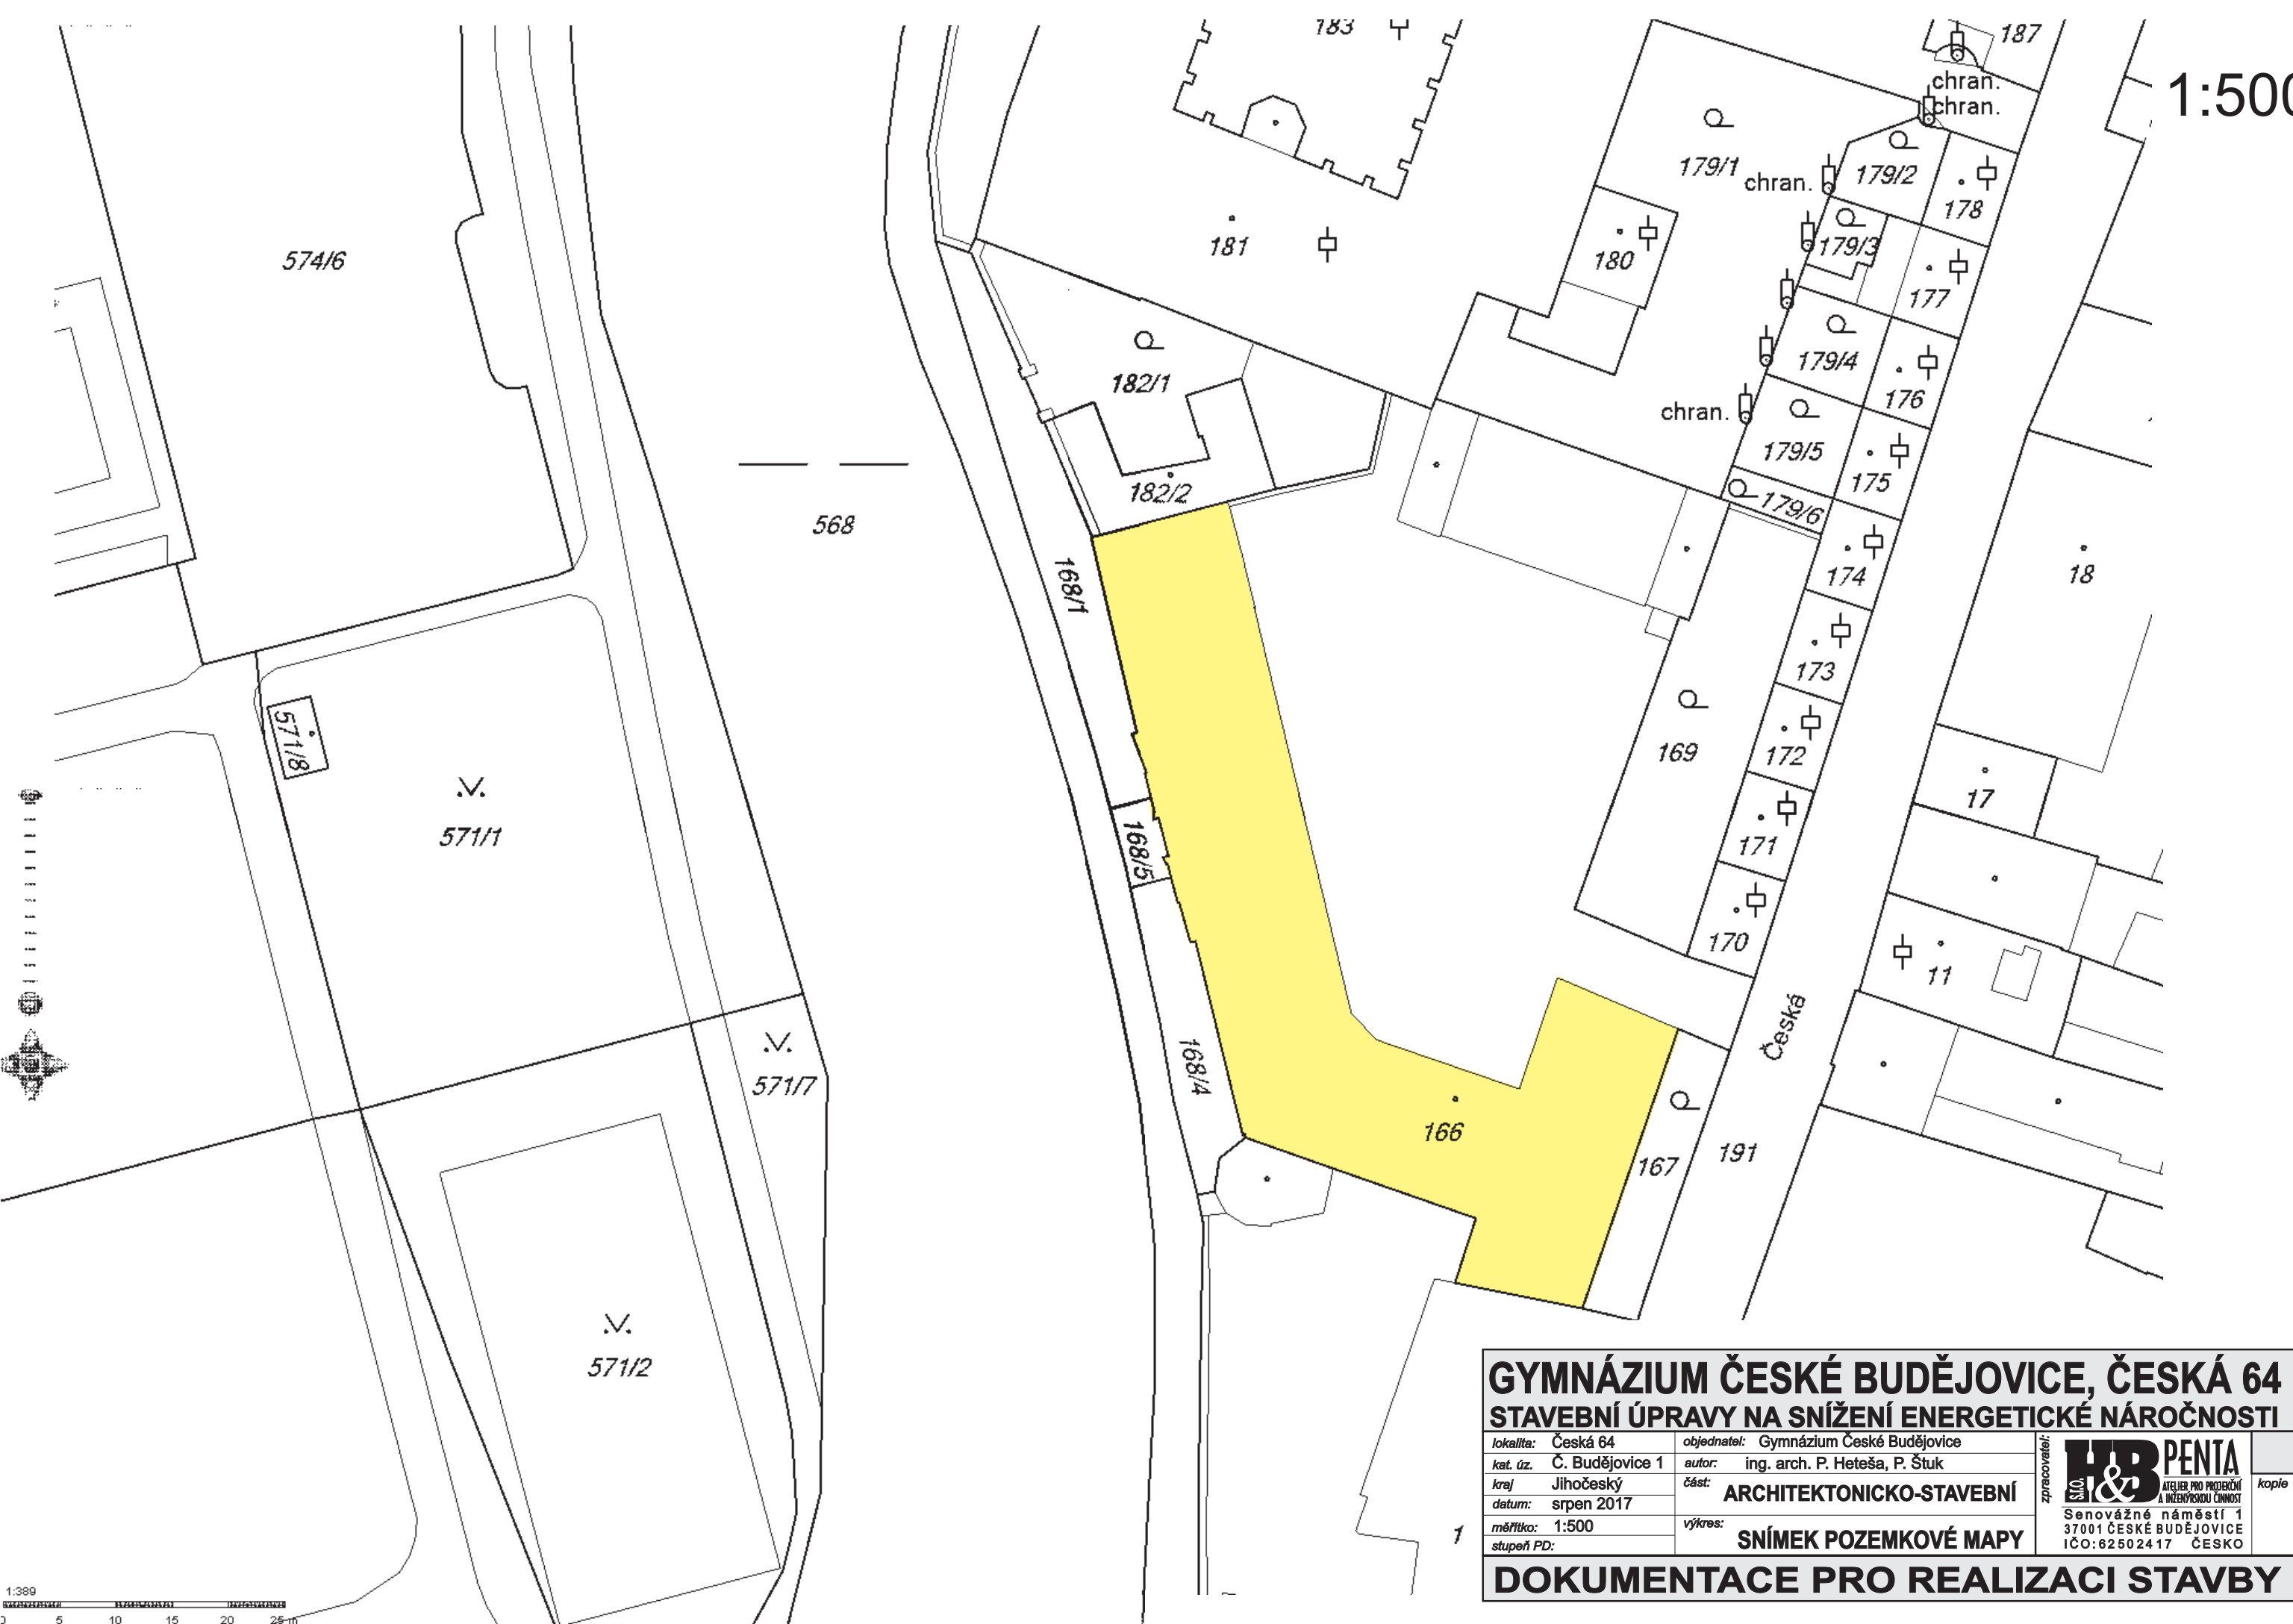 183
187
1:500
chran.
chran.
179/1
chran.
179/2
178
181
179/3
180
574/6
177
182/1
179/4
176
chran.
179/5
175
182/2
179/6
568
174
18
168/1
173
571/8
169
172
17
571/1
171
168/5
170
11
Česká
168/4
571/7
166
167
191
571/2
1
GYMNÁZIUM ČESKÉ BUDĚJOVICE, ČESKÁ 64
STAVEBNÍ ÚPRAVY NA SNÍŽENÍ ENERGETICKÉ NÁROČNOSTI
lokalita: Česká 64
kat. úz. Č. Budějovice 1
kraj Jihočeský
datum: srpen 2017
měřítko: 1:500
stupeň PD:
objednatel: Gymnázium České Budějovice
autor: ing. arch. P. Heteša, P. Štuk
část: ARCHITEKTONICKO-STAVEBNÍ
výkres: SNÍMEK POZEMKOVÉ MAPY
zpracovatel:
H&B PENTA
s.r.o.
ATELIER PRO PROJEKČNÍ
A INŽENÝRSKOU ČINNOST
Senovážné náměstí 1
37001 ČESKÉ BUDĚJOVICE
IČO:62502417 ČESKO
kopie
DOKUMENTACE PRO REALIZACI STAVBY
1:389
0 5 10 15 20 25 m